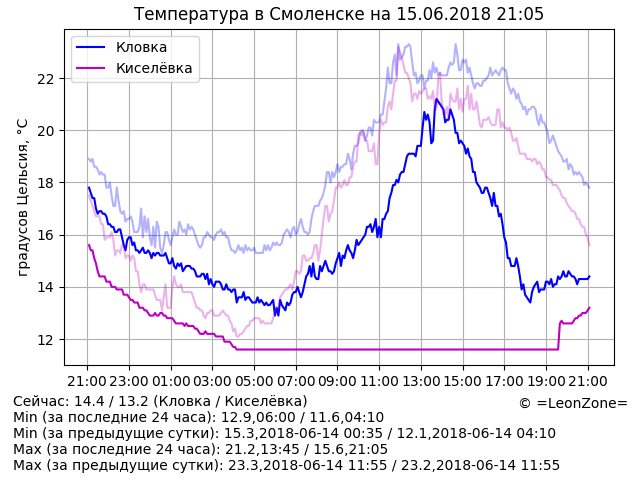 Температура в Смоленске на 15.06.2018 21:05
Кловка
Киселёвка
градусов Цельсия, °C
22
20
18
16
14
12
21:00 23:00 01:00 03:00 05:00 07:00 09:00 11:00 13:00 15:00 17:00 19:00 21:00
Сейчас: 14.4 / 13.2 (Кловка / Киселёвка)
© =LeonZone=
Min (за последние 24 часа): 12.9,06:00 / 11.6,04:10
Min (за предыдущие сутки): 15.3,2018-06-14 00:35 / 12.1,2018-06-14 04:10
Max (за последние 24 часа): 21.2,13:45 / 15.6,21:05
Max (за предыдущие сутки): 23.3,2018-06-14 11:55 / 23.2,2018-06-14 11:55